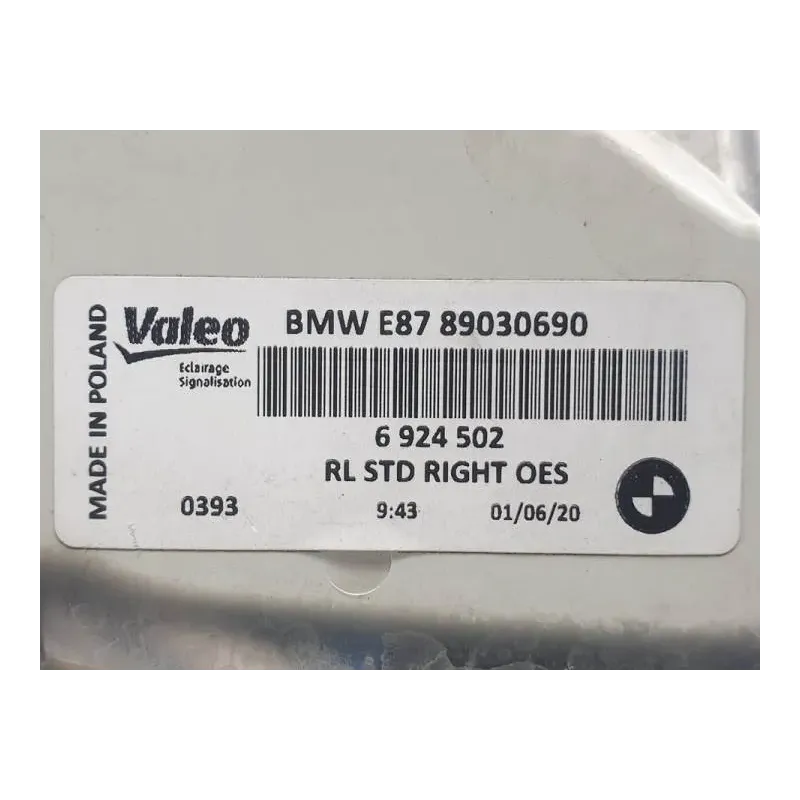 MADE IN POLAND
Valeo
Eclairage
Signalisation
BMW E87 89030690
6 924 502
RL STD RIGHT OES
0393 9:43 01/06/20